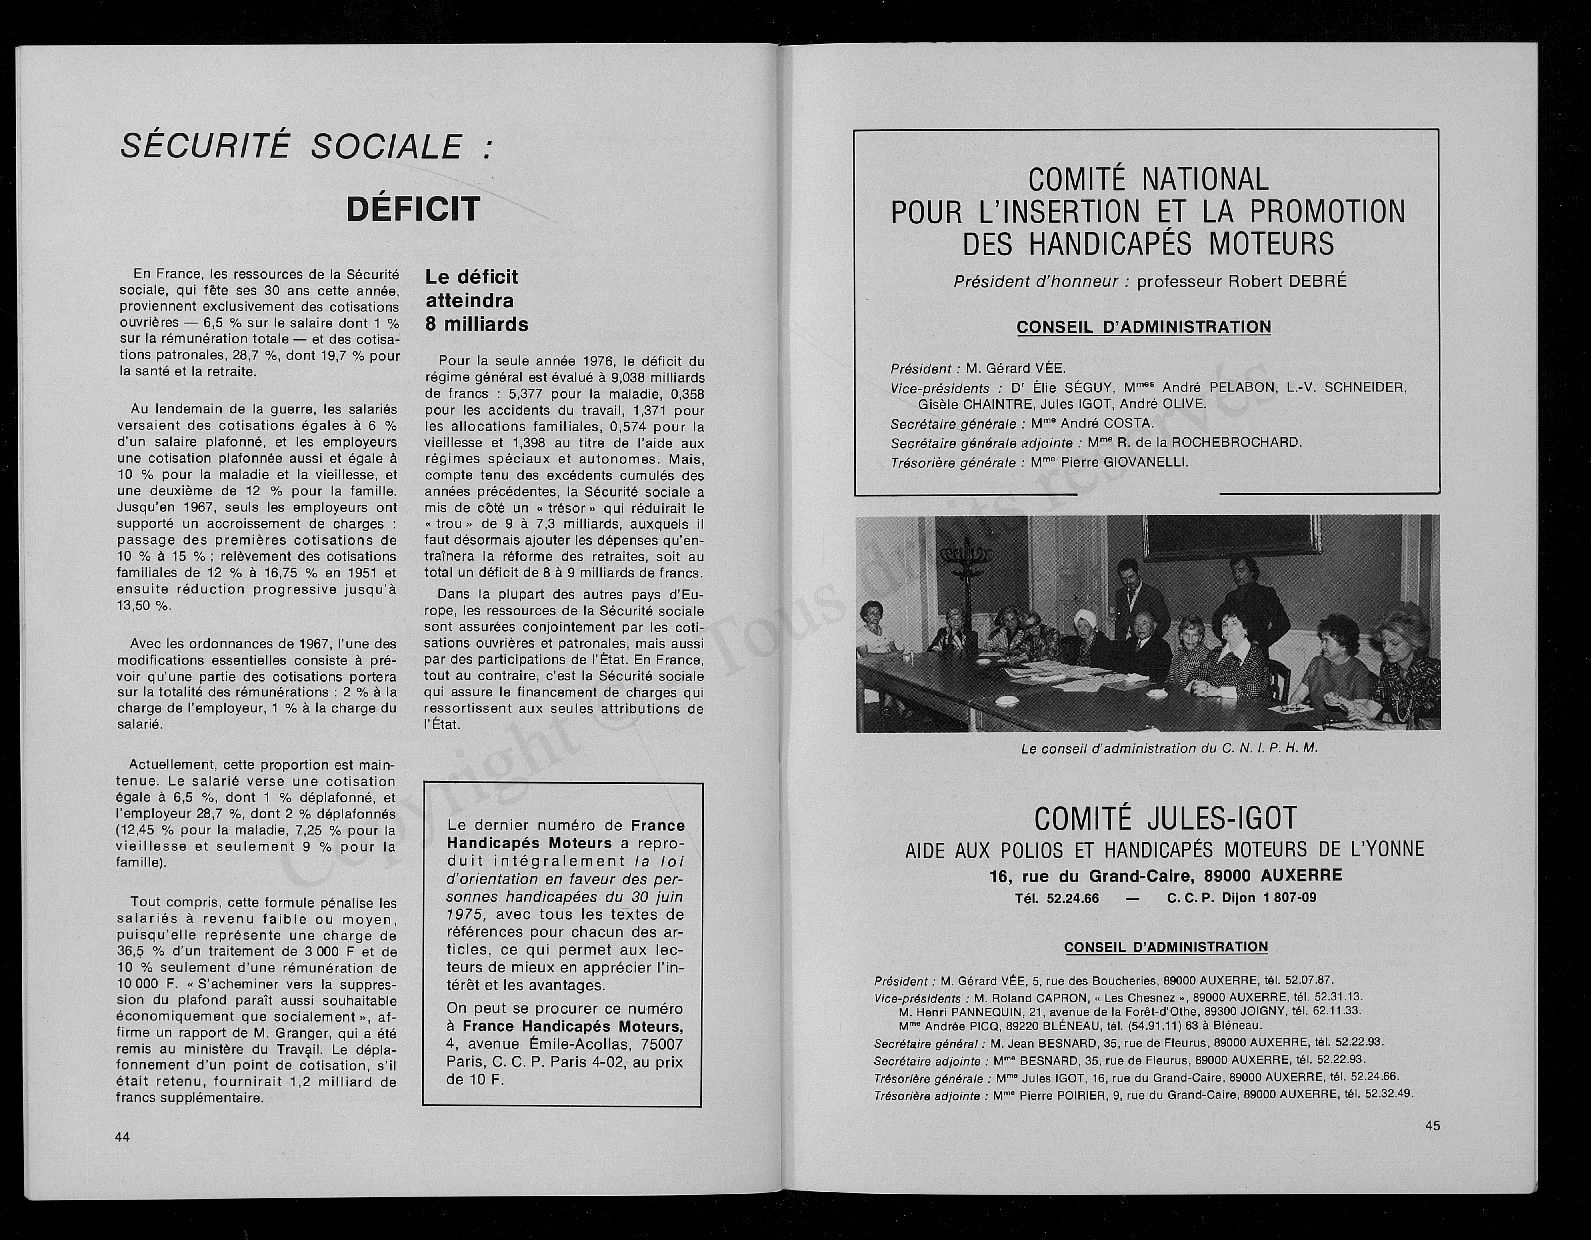 SÉCURITÉ SOCIALE :
DÉFICIT
En France, les ressources de la Sécurité
sociale, qui fête ses 30 ans cette année,
proviennent exclusivement des cotisations
ouvrières — 6,5 % sur le salaire dont 1 %
sur la rémunération totale — et des cotisa-
tions patronales, 28,7 %, dont 19,7 % pour
la santé et la retraite.
Au lendemain de la guerre, les salariés
versaient des cotisations égales à 6 %
d'un salaire plafonné, et les employeurs
une cotisation plafonnée aussi et égale à
10 % pour la maladie et la vieillesse, et
une deuxième de 12 % pour la famille.
Jusqu'en 1967, seuls les employeurs ont
supporté un accroissement de charges :
passage des premières cotisations de
10 % à 15 % ; relèvement des cotisations
familiales de 12 % à 16,75 % en 1951 et
ensuite réduction progressive jusqu'à
13,50 %.
Avec les ordonnances de 1967, l'une des
modifications essentielles consiste à pré-
voir qu'une partie des cotisations portera
sur la totalité des rémunérations : 2 % à la
charge de l'employeur, 1 % à la charge du
salarié.
Actuellement, cette proportion est main-
tenue. Le salarié verse une cotisation
égale à 6,5 %, dont 1 % déplafonné, et
l'employeur 28,7 %, dont 2 % déplafonnés
(12,45 % pour la maladie, 7,25 % pour la
vieillesse et seulement 9 % pour la
famille).
Tout compris, cette formule pénalise les
salariés à revenu faible ou moyen,
puisqu'elle représente une charge de
36,5 % d'un traitement de 3 000 F et de
10 % seulement d'une rémunération de
10 000 F. « S'acheminer vers la suppres-
sion du plafond paraît aussi souhaitable
économiquement que socialement », af-
firme un rapport de M. Granger, qui a été
remis au ministère du Travail. Le dépla-
fonnement d'un point de cotisation, s'il
était retenu, fournirait 1,2 milliard de
francs supplémentaire.
44
Le déficit
atteindra
8 milliards
Pour la seule année 1976, le déficit du
régime général est évalué à 9,038 milliards
de francs : 5,377 pour la maladie, 0,358
pour les accidents du travail, 1,371 pour
les allocations familiales, 0,574 pour la
vieillesse et 1,398 au titre de l'aide aux
régimes spéciaux et autonomes. Mais,
compte tenu des excédents cumulés des
années précédentes, la Sécurité sociale a
mis de côté un « trésor » qui réduirait le
« trou » de 9 à 7,3 milliards, auxquels il
faut désormais ajouter les dépenses qu'en-
traînera la réforme des retraites, soit au
total un déficit de 8 à 9 milliards de francs.
Dans la plupart des autres pays d'Eu-
rope, les ressources de la Sécurité sociale
sont assurées conjointement par les coti-
sations ouvrières et patronales, mais aussi
par des participations de l'État. En France,
tout au contraire, c'est la Sécurité sociale
qui assure le financement de charges qui
ressortissent aux seules attributions de
l'État.
Le dernier numéro de France
Handicapés Moteurs a repro-
duit intégralement la loi
d'orientation en faveur des per-
sonnes handicapées du 30 juin
1975, avec tous les textes de
références pour chacun des ar-
ticles, ce qui permet aux lec-
teurs de mieux en apprécier l'in-
térêt et les avantages.
On peut se procurer ce numéro
à France Handicapés Moteurs,
4, avenue Émile-Acollas, 75007
Paris, C. C. P. Paris 4-02, au prix
de 10 F.
COMITÉ NATIONAL
POUR L'INSERTION ET LA PROMOTION
DES HANDICAPÉS MOTEURS
Président d'honneur : professeur Robert DEBRÉ
CONSEIL D'ADMINISTRATION
Président : M. Gérard VÉE.
Vice-présidents : Dr Élie SÉGUY, Mmes André PELABON, L.-V. SCHNEIDER,
Gisèle CHAINTRE, Jules IGOT, André OLIVE.
Secrétaire générale : Mme André COSTA.
Secrétaire générale adjointe : Mme R. de la ROCHEBROCHARD.
Trésorière générale : Mme Pierre GIOVANELLI.
Le conseil d'administration du C. N. I. P. H. M.
COMITÉ JULES-IGOT
AIDE AUX POLIOS ET HANDICAPÉS MOTEURS DE L'YONNE
16, rue du Grand-Caire, 89000 AUXERRE
Tél. 52.24.66 — C. C. P. Dijon 1 807-09
CONSEIL D'ADMINISTRATION
Président : M. Gérard VÉE, 5, rue des Boucheries, 89000 AUXERRE, tél. 52.07.87.
Vice-présidents : M. Roland CAPRON, « Les Chesnez », 89000 AUXERRE, tél. 52.31.13.
M. Henri PANNEQUIN, 21, avenue de la Forêt-d'Othe, 89300 JOIGNY, tél. 62.11.33.
Mme Andrée PICQ, 89220 BLÉNEAU, tél. (54.91.11) 63 à Bléneau.
Secrétaire général : M. Jean BESNARD, 35, rue de Fleurus, 89000 AUXERRE, tél. 52.22.93.
Secrétaire adjointe : Mme BESNARD, 35, rue de Fleurus, 89000 AUXERRE, tél. 52.22.93.
Trésorière générale : Mme Jules IGOT, 16, rue du Grand-Caire, 89000 AUXERRE, tél. 52.24.66.
Trésorière adjointe : Mme Pierre POIRIER, 9, rue du Grand-Caire, 89000 AUXERRE, tél. 52.32.49.
45
Copyright © Tous droits reservés